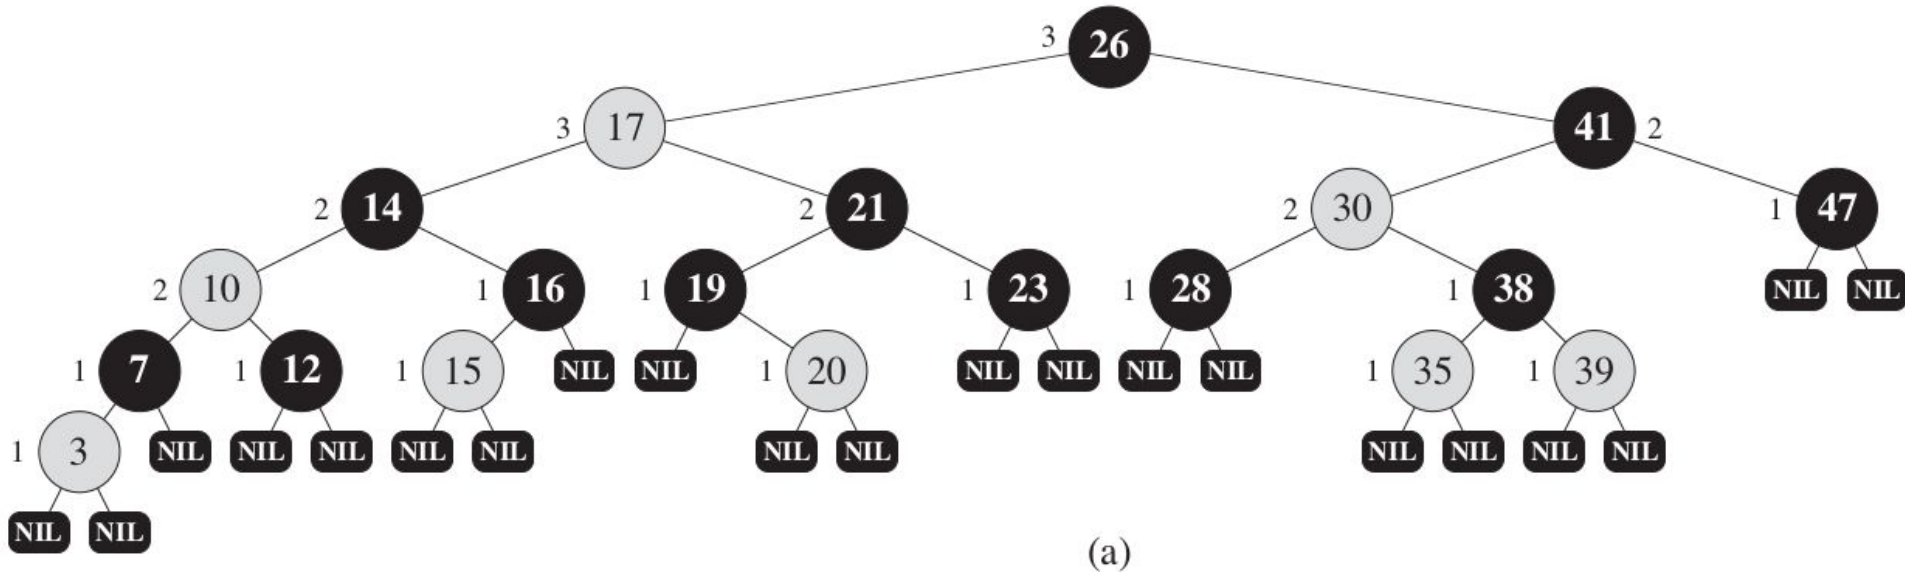 3 26
3 17 41 2
2 14 2 21 2 30 1 47
2 10 1 16 1 19 1 23 1 28 1 38 NIL NIL
1 7 1 12 1 15 NIL NIL 1 20 NIL NIL NIL NIL 1 35 1 39
1 3 NIL NIL NIL NIL NIL NIL NIL NIL NIL NIL NIL
NIL NIL
(a)